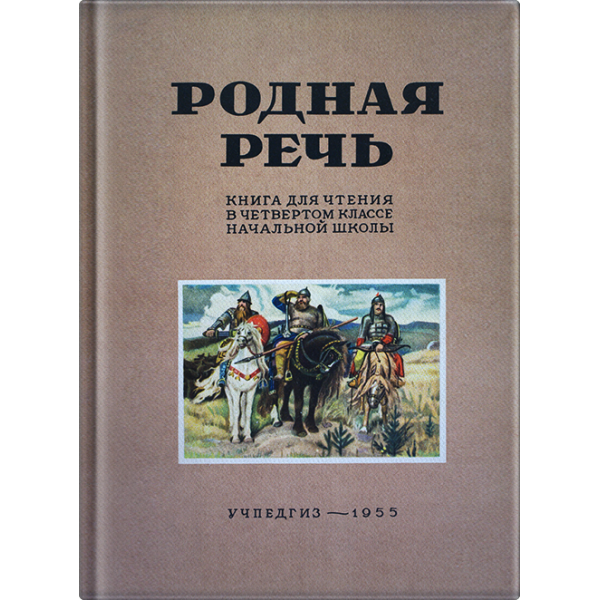 РОДНАЯ
РЕЧЬ
КНИГА ДЛЯ ЧТЕНИЯ
В ЧЕТВЕРТОМ КЛАССЕ
НАЧАЛЬНОЙ ШКОЛЫ
УЧПЕДГИЗ — 1955